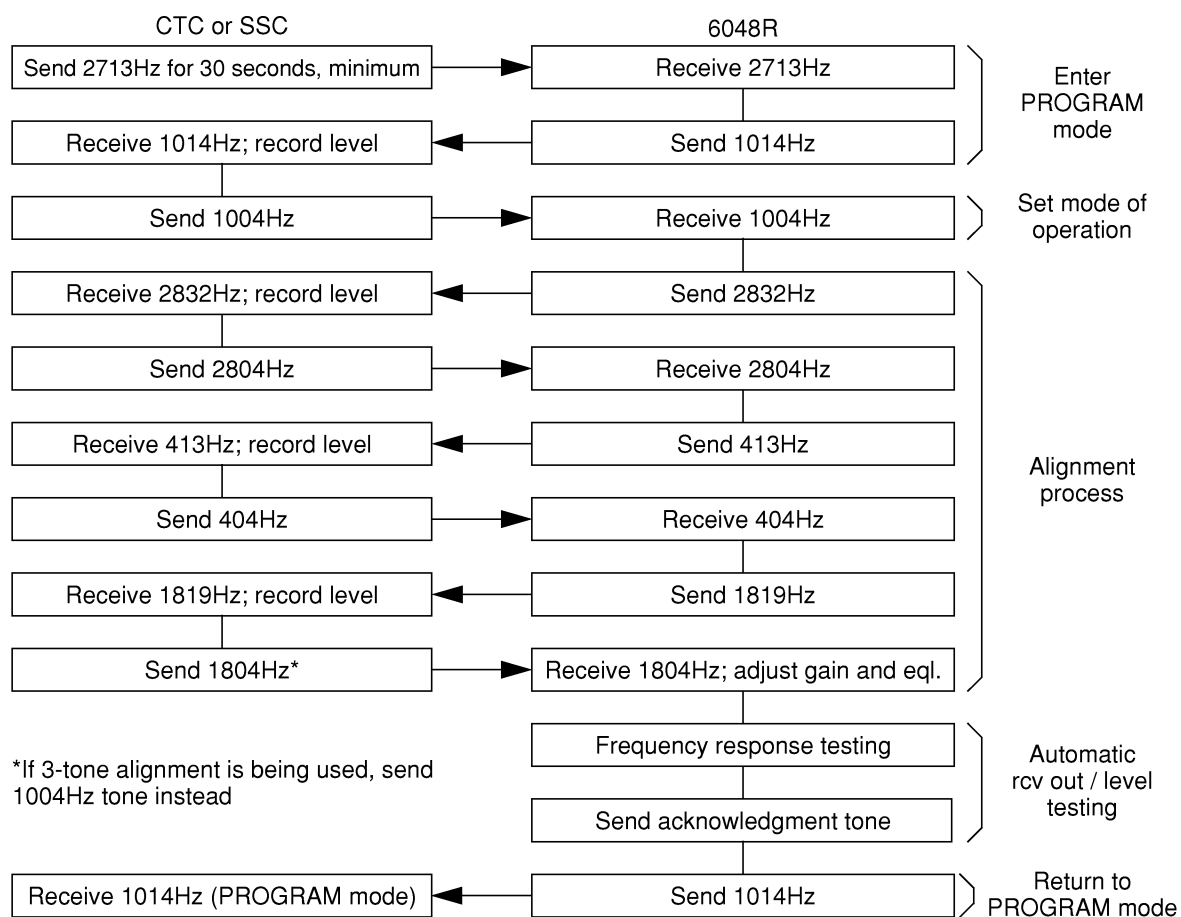 CTC or SSC
6048R
Send 2713Hz for 30 seconds, minimum
Receive 2713Hz
Enter
PROGRAM
mode
Receive 1014Hz; record level
Send 1014Hz
Send 1004Hz
Receive 1004Hz
Set mode of
operation
Receive 2832Hz; record level
Send 2832Hz
Send 2804Hz
Receive 2804Hz
Receive 413Hz; record level
Send 413Hz
Alignment
process
Send 404Hz
Receive 404Hz
Receive 1819Hz; record level
Send 1819Hz
Send 1804Hz*
Receive 1804Hz; adjust gain and eql.
Frequency response testing
*If 3-tone alignment is being used, send
1004Hz tone instead
Automatic
rcv out / level
testing
Send acknowledgment tone
Receive 1014Hz (PROGRAM mode)
Send 1014Hz
Return to
PROGRAM mode